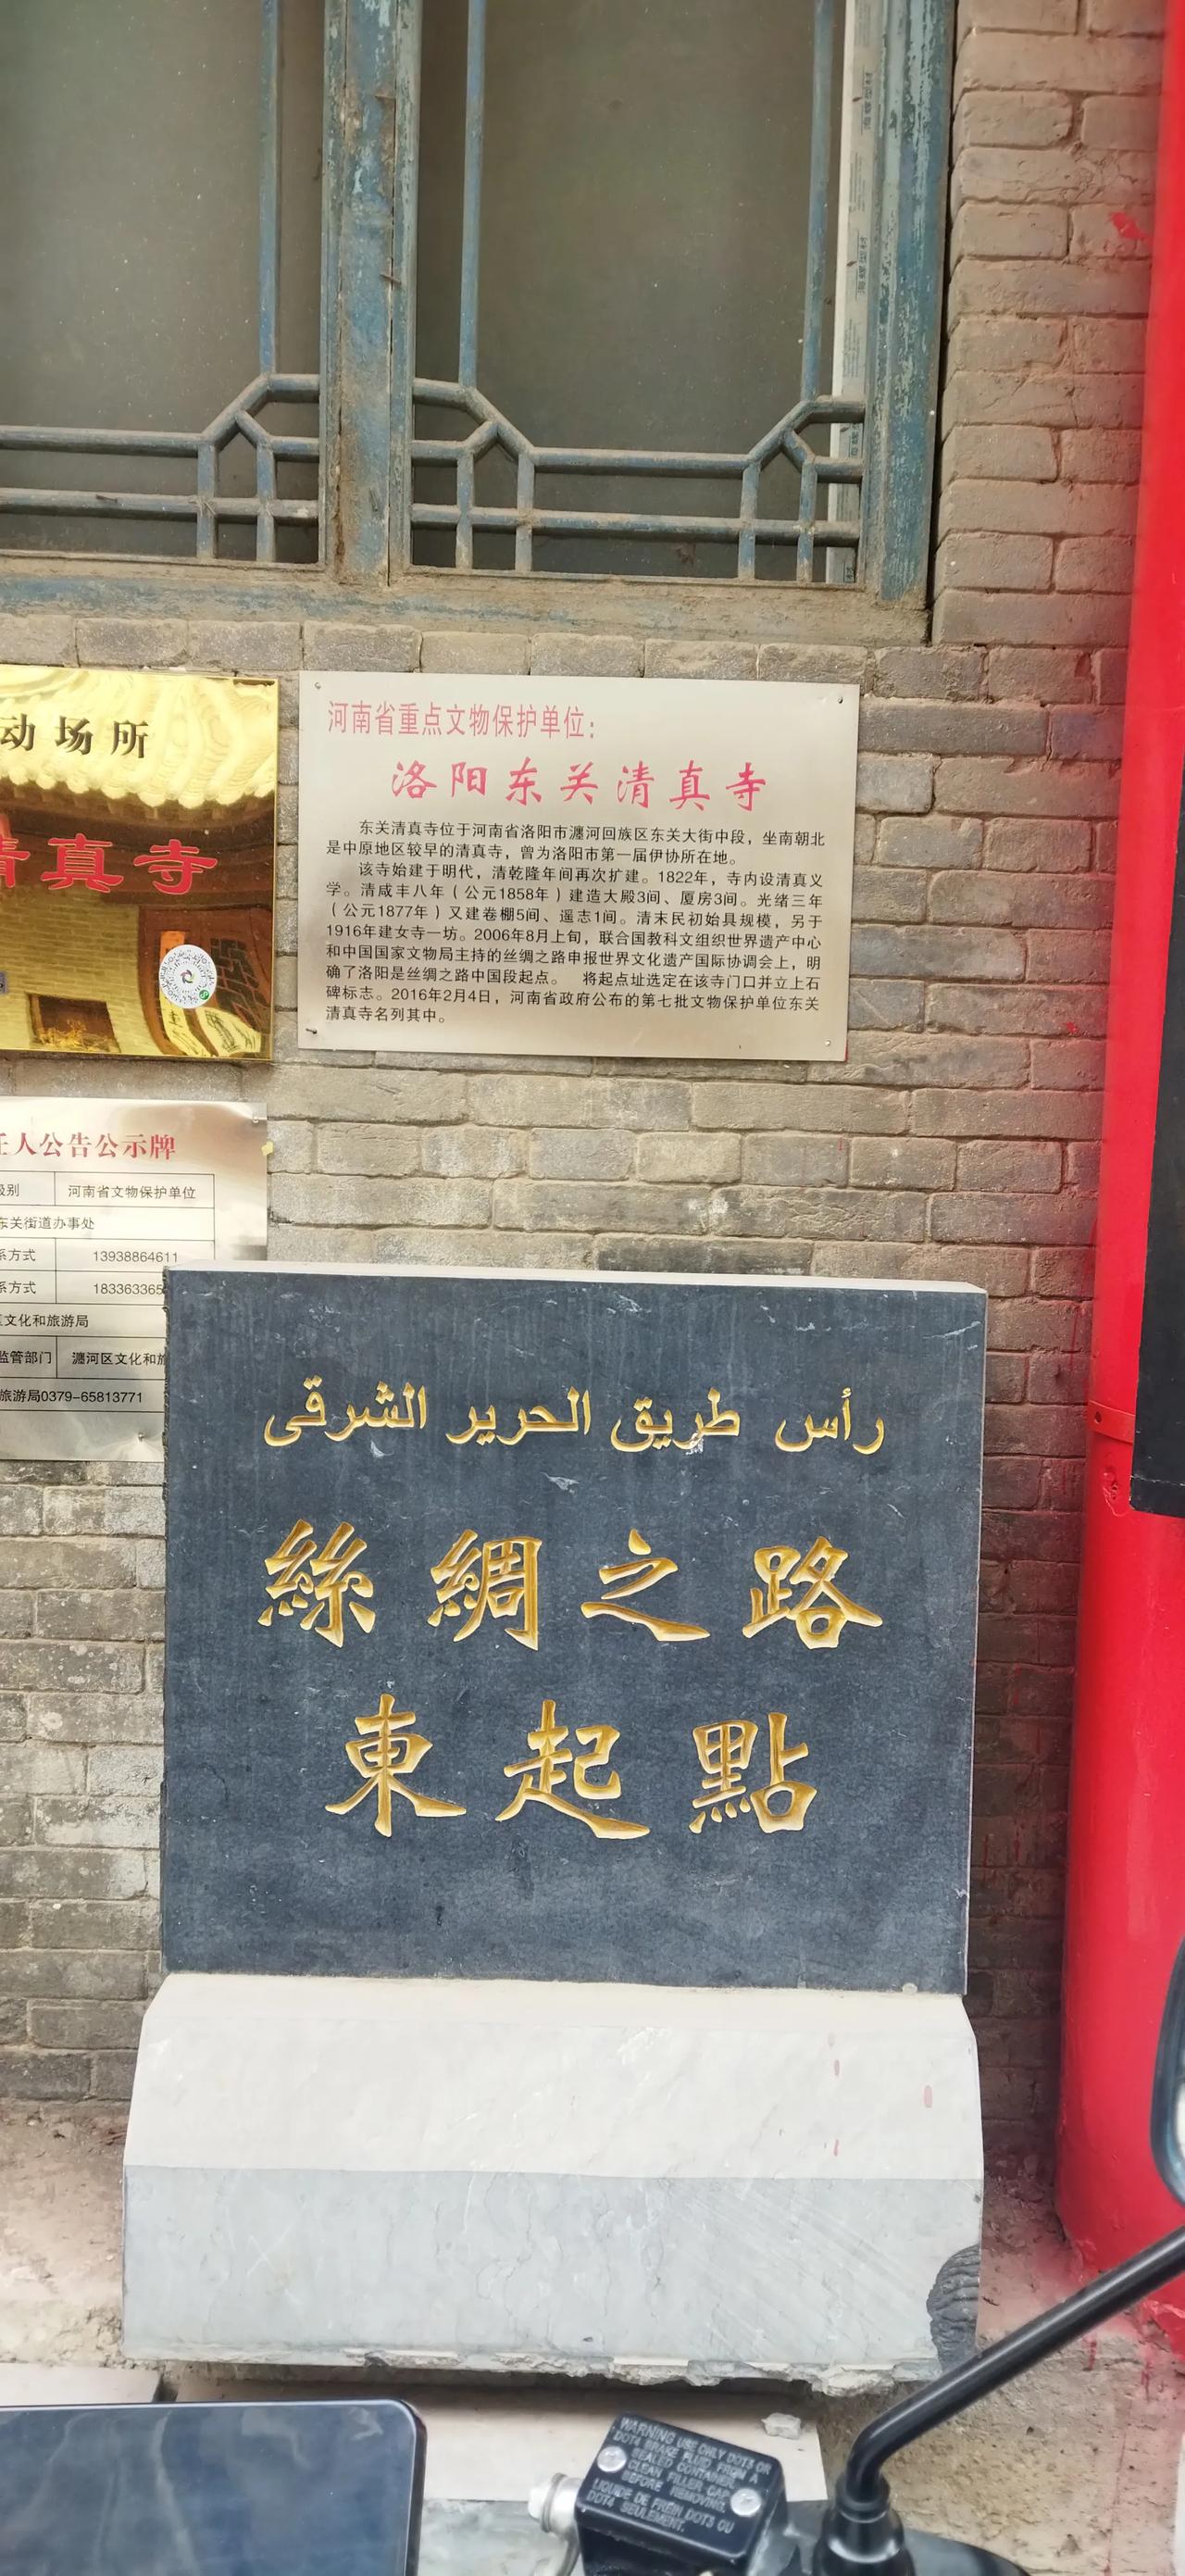 动场所
清真寺
河南省重点文物保护单位：
洛阳东关清真寺
东关清真寺位于河南省洛阳市瀍河回族区东关大街中段，坐南朝北
是中原地区较早的清真寺，曾为洛阳市第一届伊协所在地。
该寺始建于明代，清乾隆年间再次扩建。1822年，寺内设清真义
学。清咸丰八年（公元1858年）建造大殿3间、厦房3间。光绪三年
（公元1877年）又建卷棚5间、遥志1间。清末民初始具规模，另于
1916年建女寺一坊。2006年8月上旬，联合国教科文组织世界遗产中心
和中国国家文物局主持的丝绸之路申报世界文化遗产国际协调会上，明
确了洛阳是丝绸之路中国段起点。 将起点址选定在该寺门口并立上石
碑标志。2016年2月4日，河南省政府公布的第七批文物保护单位东关
清真寺名列其中。
人公告公示牌
级别 河南省文物保护单位
东关街道办事处
系方式 13938864611
系方式 18336336
文化和旅游局
监管部门 瀍河区文化和旅
旅游局0379-65813771
رأس طريق الحرير الشرقى
絲綢之路
東起點
WARNING USE ONLY DOT3 OR
DOT4 BRAKE FLUID FROM A
SEALED CONTAINER
CLEAN FILLER CAP
BEFORE REMOVING.
LIQUIDE DE FREIN DOT3 OU
DOT4 SEULEMENT.